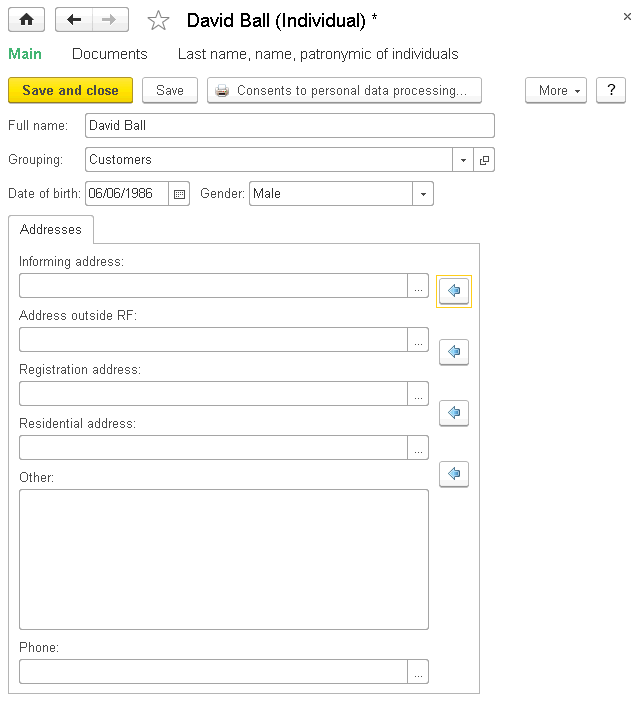 David Ball (Individual) *
Main Documents Last name, name, patronymic of individuals
Save and close Save Consents to personal data processing... More ?
Full name: David Ball
Grouping: Customers
Date of birth: 06/06/1986 Gender: Male
Addresses
Informing address:
...
Address outside RF:
...
Registration address:
...
Residential address:
...
Other:
Phone:
...